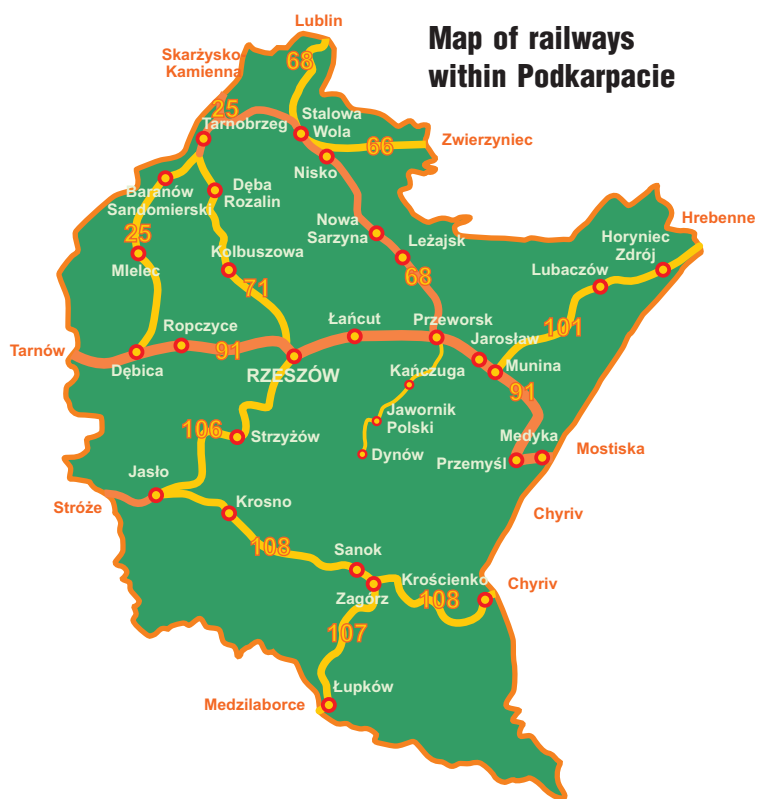 Map of railways
within Podkarpacie
Lublin
68
Skarżysko-
Kamienna
25
Tarnobrzeg
Stalowa
Wola
66
Zwierzyniec
Nisko
Baranów
Sandomierski
Dęba
Rozalin
25
Mlelec
Kolbuszowa
71
Nowa
Sarzyna
Leżajsk
68
Hrebenne
Horyniec
Zdrój
Lubaczów
101
Tarnów
Ropczyce
91
Dębica
Łańcut
RZESZÓW
Przeworsk
Jarosław
Munina
91
Kańczuga
Jawornik
Polski
Dynów
Medyka
Przemyśl
Mostiska
106
Strzyżów
Jasło
Stróże
Krosno
108
Chyriv
Sanok
Zagórz
Krościenko
108
Chyriv
107
Łupków
Medzilaborce